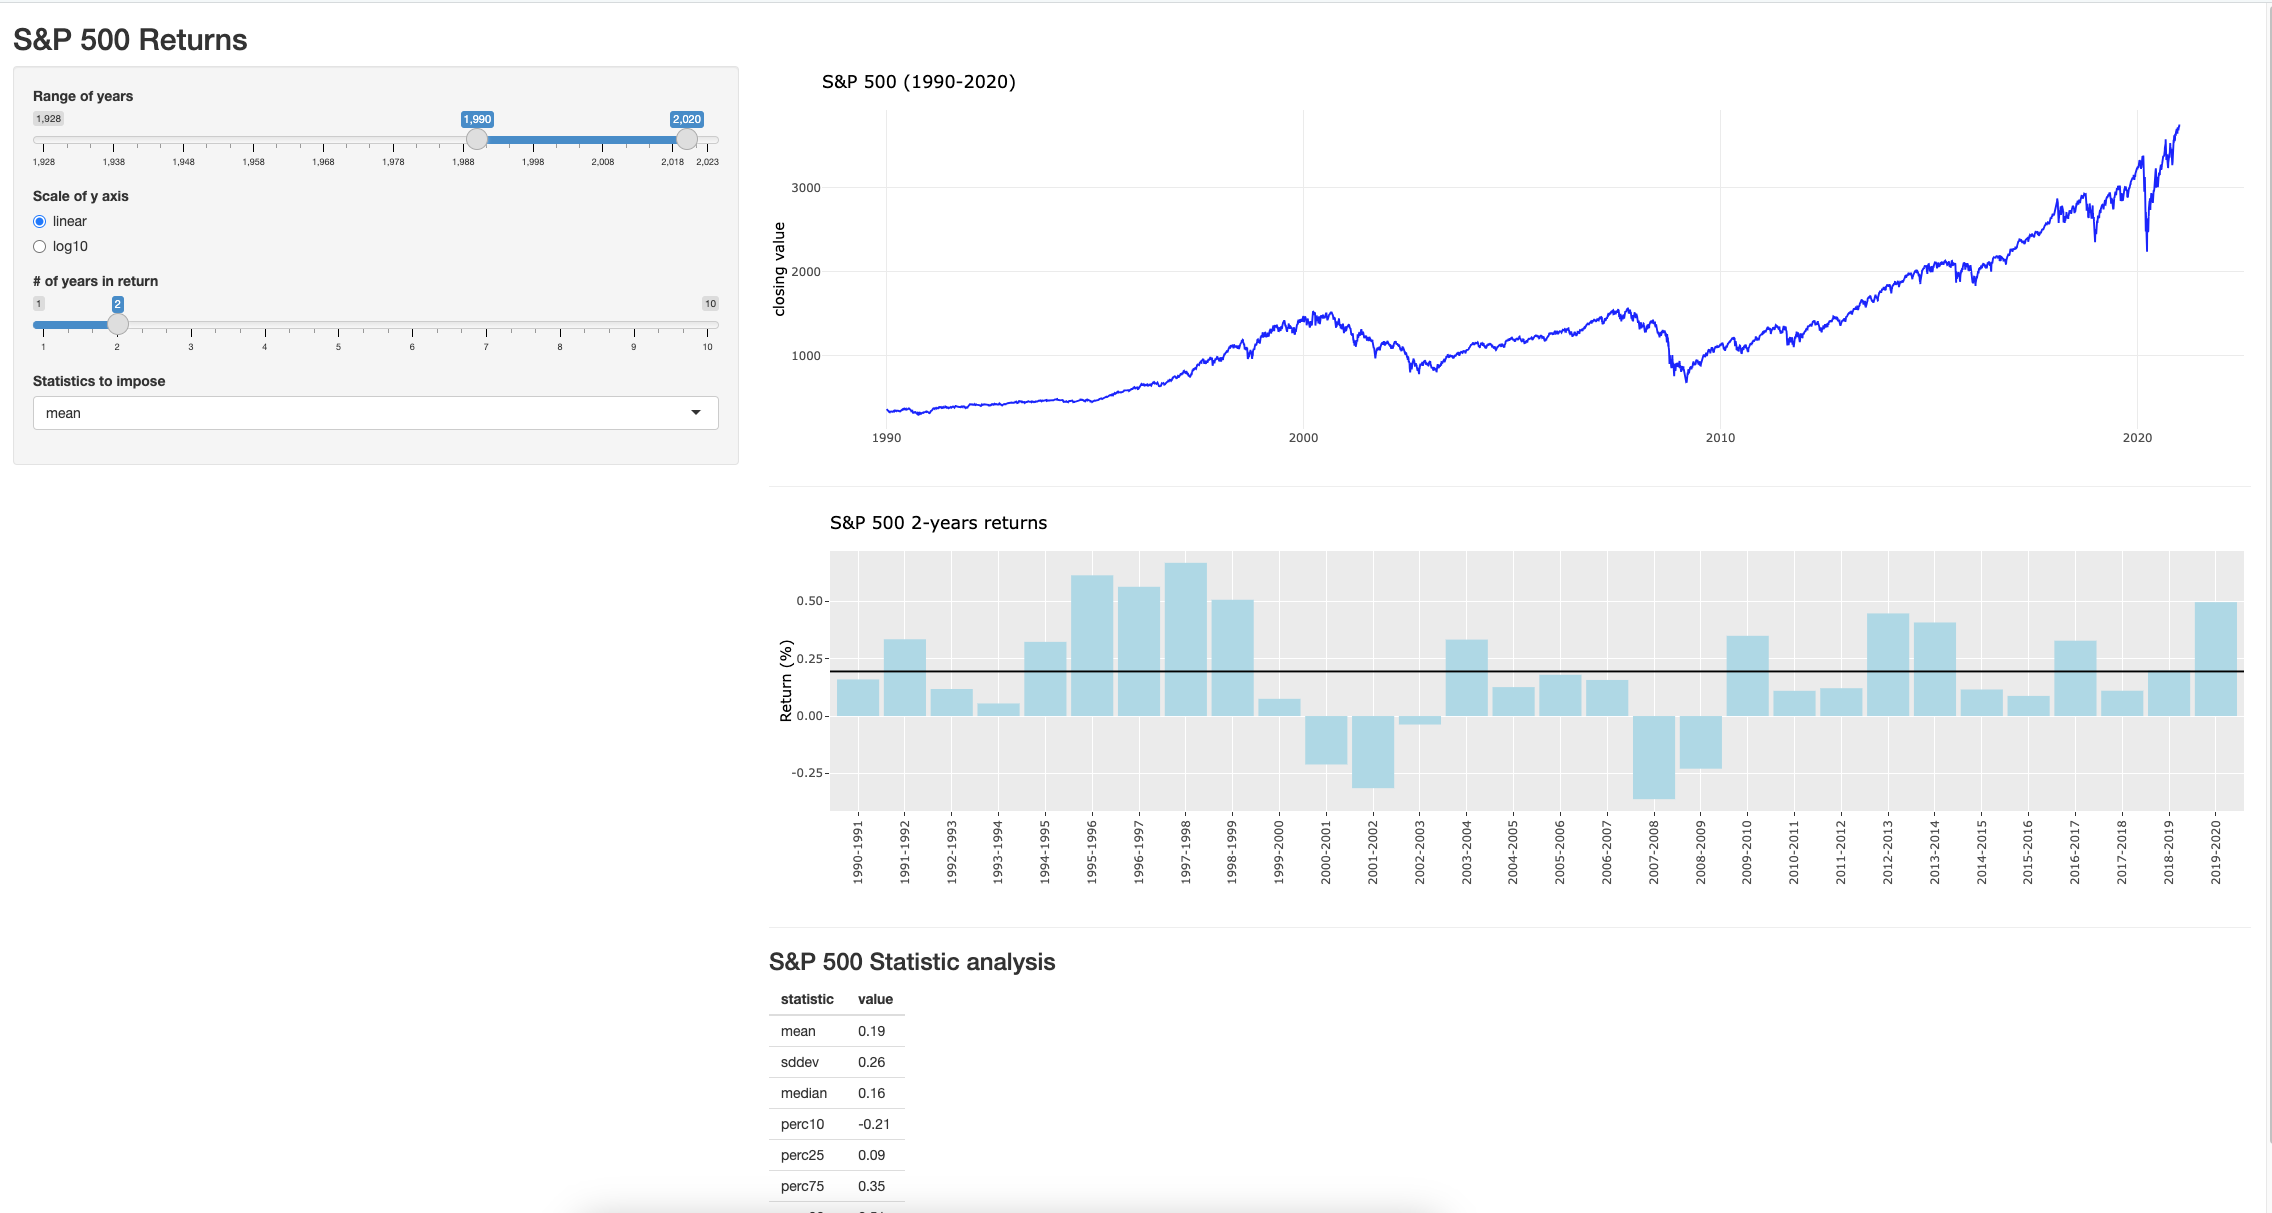 S&P 500 Returns
Range of years
1,928
1,990
2,020
1,928 1,938 1,948 1,958 1,968 1,978 1,988 1,998 2,008 2,018 2,023
Scale of y axis
linear
log10
# of years in return
1
2
10
1 2 3 4 5 6 7 8 9 10
Statistics to impose
mean
S&P 500 (1990-2020)
closing value
3000
2000
1000
1990 2000 2010 2020
S&P 500 2-years returns
Return (%)
0.50
0.25
0.00
-0.25
1990-1991
1991-1992
1992-1993
1993-1994
1994-1995
1995-1996
1996-1997
1997-1998
1998-1999
1999-2000
2000-2001
2001-2002
2002-2003
2003-2004
2004-2005
2005-2006
2006-2007
2007-2008
2008-2009
2009-2010
2010-2011
2011-2012
2012-2013
2013-2014
2014-2015
2015-2016
2016-2017
2017-2018
2018-2019
2019-2020
S&P 500 Statistic analysis
statistic value
mean 0.19
sddev 0.26
median 0.16
perc10 -0.21
perc25 0.09
perc75 0.35